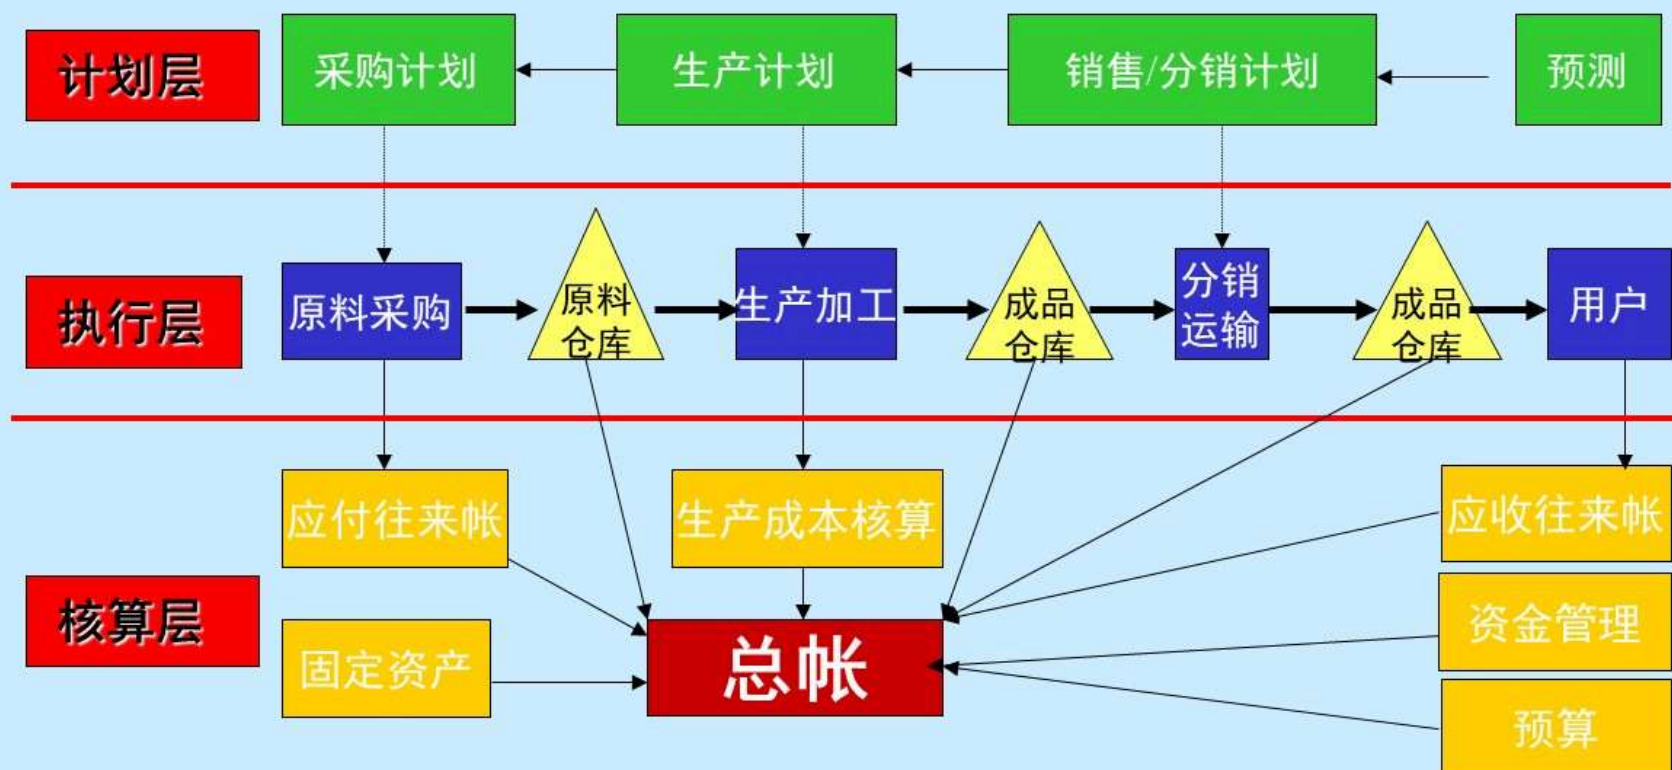 计划层
采购计划
生产计划
销售/分销计划
预测
执行层
原料采购
原料
仓库
生产加工
成品
仓库
分销
运输
成品
仓库
用户
核算层
应付往来帐
生产成本核算
应收往来帐
固定资产
总帐
资金管理
预算